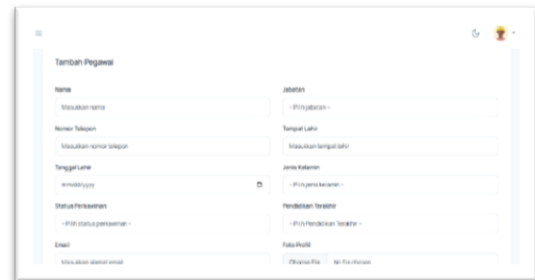 Tambah Pegawai
Nama Jabatan
Masukkan nama - Pilih jabatan -
Nomor Telepon Tempat Lahir
Masukkan nomor telepon Masukkan tempat lahir
Tanggal Lahir Jenis Kelamin
mm/dd/yyyy - Pilih jenis kelamin -
Status Perkawinan Pendidikan Terakhir
- Pilih status perkawinan - - Pilih Pendidikan Terakhir -
Email Foto Profil
Masukkan alamat email Choose File No file chosen